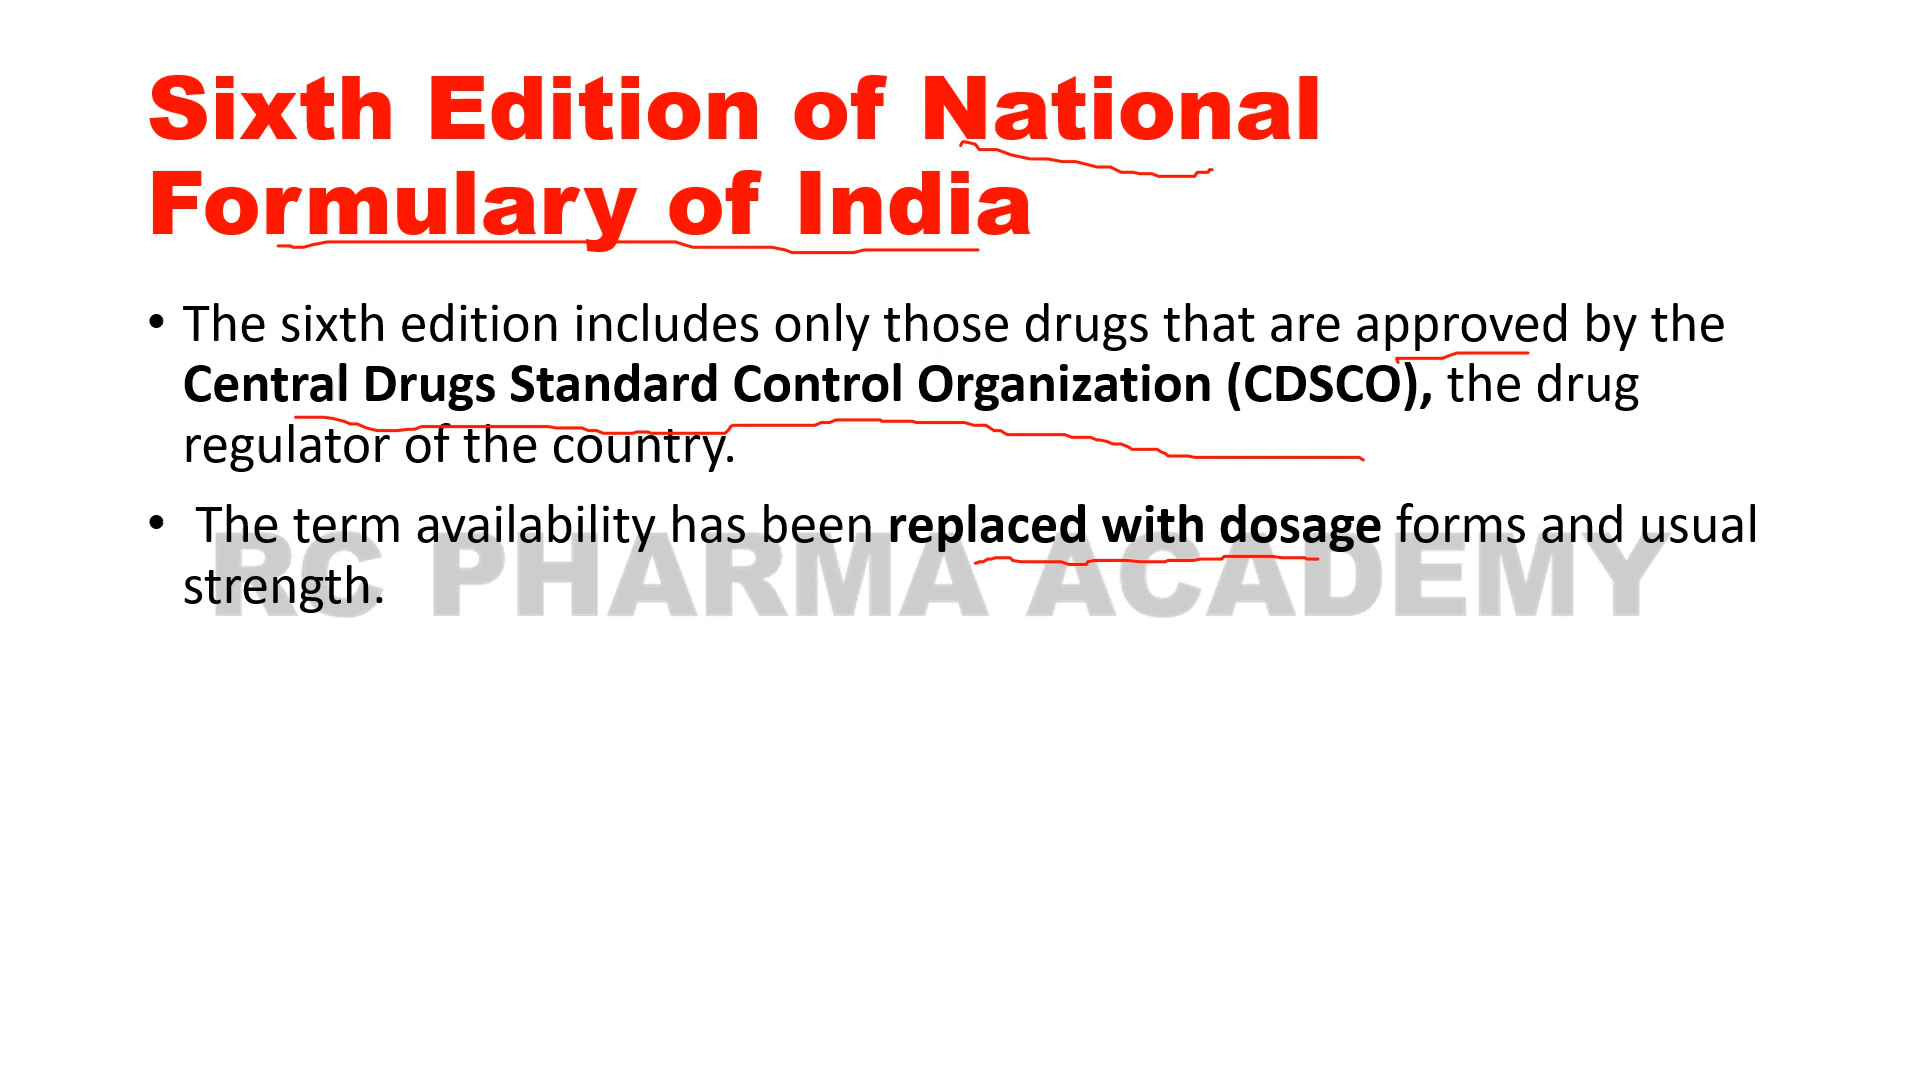 Sixth Edition of National
Formulary of India
• The sixth edition includes only those drugs that are approved by the
Central Drugs Standard Control Organization (CDSCO), the drug
regulator of the country.
• The term availability has been replaced with dosage forms and usual
strength.
RC PHARMA ACADEMY